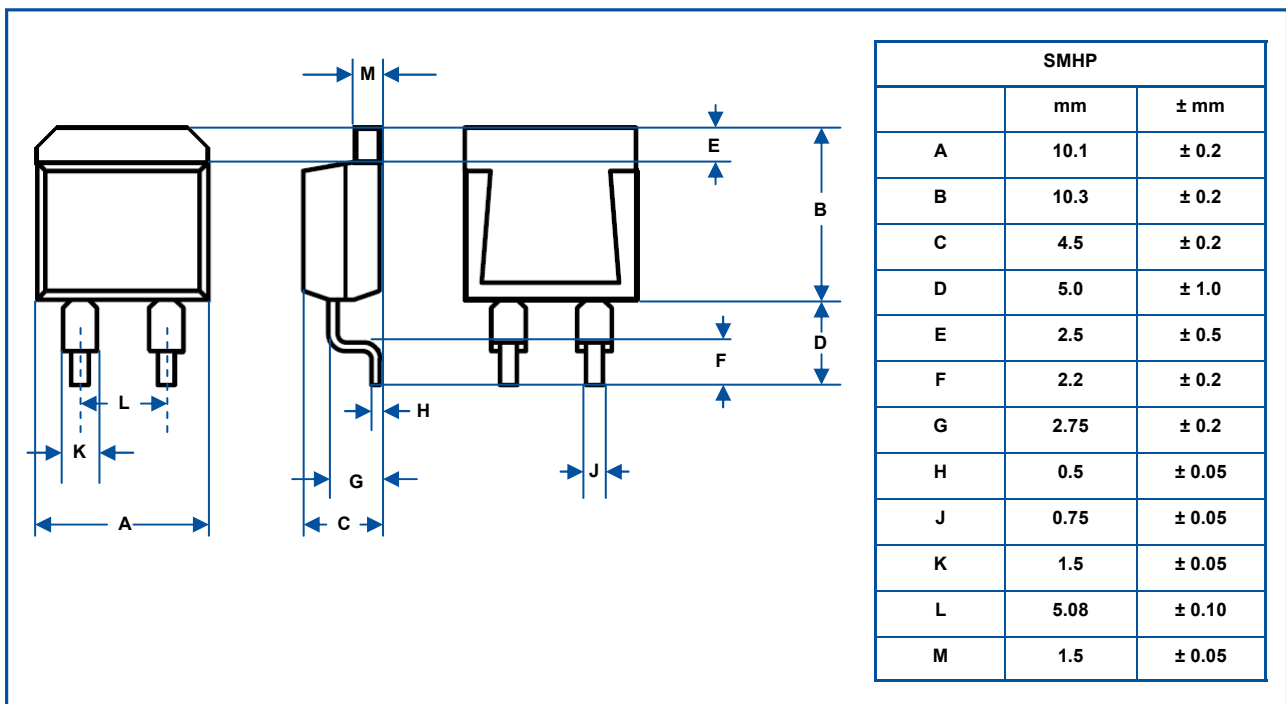 M
E
B
D
F
H
L
K
G
J
A
C
SMHP
mm ± mm
A 10.1 ± 0.2
B 10.3 ± 0.2
C 4.5 ± 0.2
D 5.0 ± 1.0
E 2.5 ± 0.5
F 2.2 ± 0.2
G 2.75 ± 0.2
H 0.5 ± 0.05
J 0.75 ± 0.05
K 1.5 ± 0.05
L 5.08 ± 0.10
M 1.5 ± 0.05